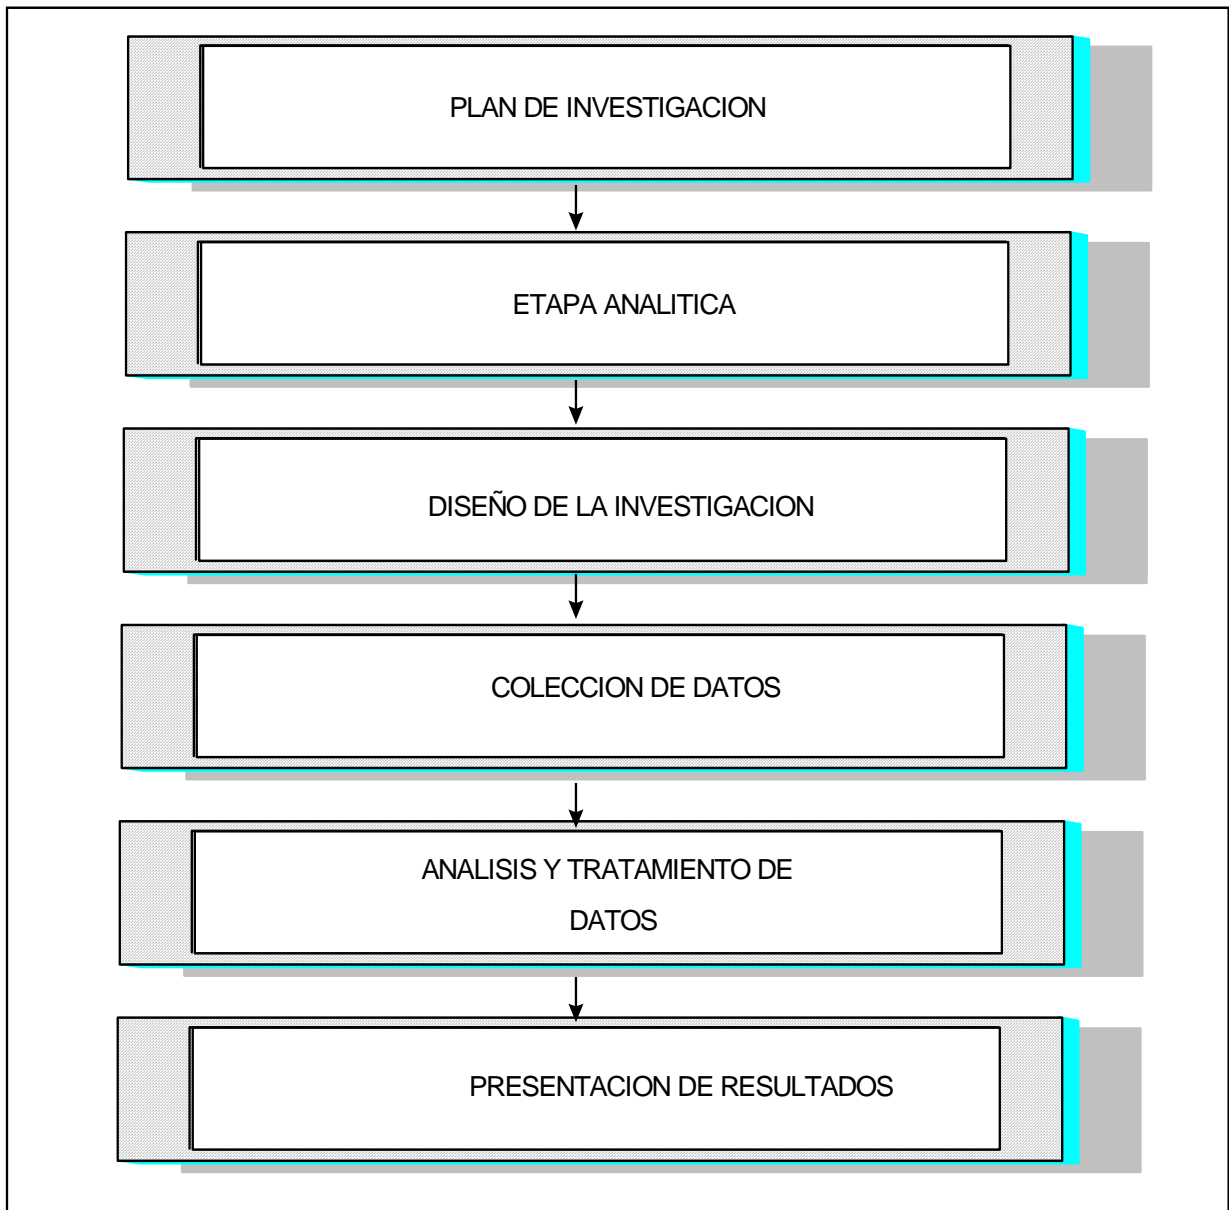 PLAN DE INVESTIGACION
ETAPA ANALITICA
DISEÑO DE LA INVESTIGACION
COLECCION DE DATOS
ANALISIS Y TRATAMIENTO DE
DATOS
PRESENTACION DE RESULTADOS